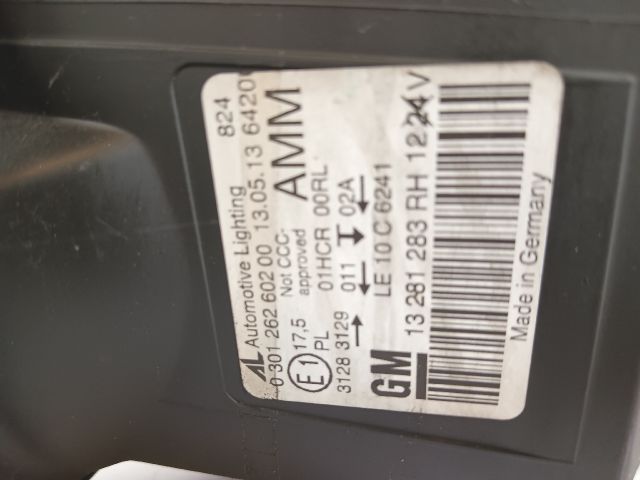 AL Automotive Lighting 824
0 301 262 602 00 13.05.13 6420
Not CCC-
approved
AMM
E1 17,5 01HCR 00RL
PL 011 02A
3128 3129
LE 10 C 6241
GM 13 281 283 RH 12 24 V
Made in Germany